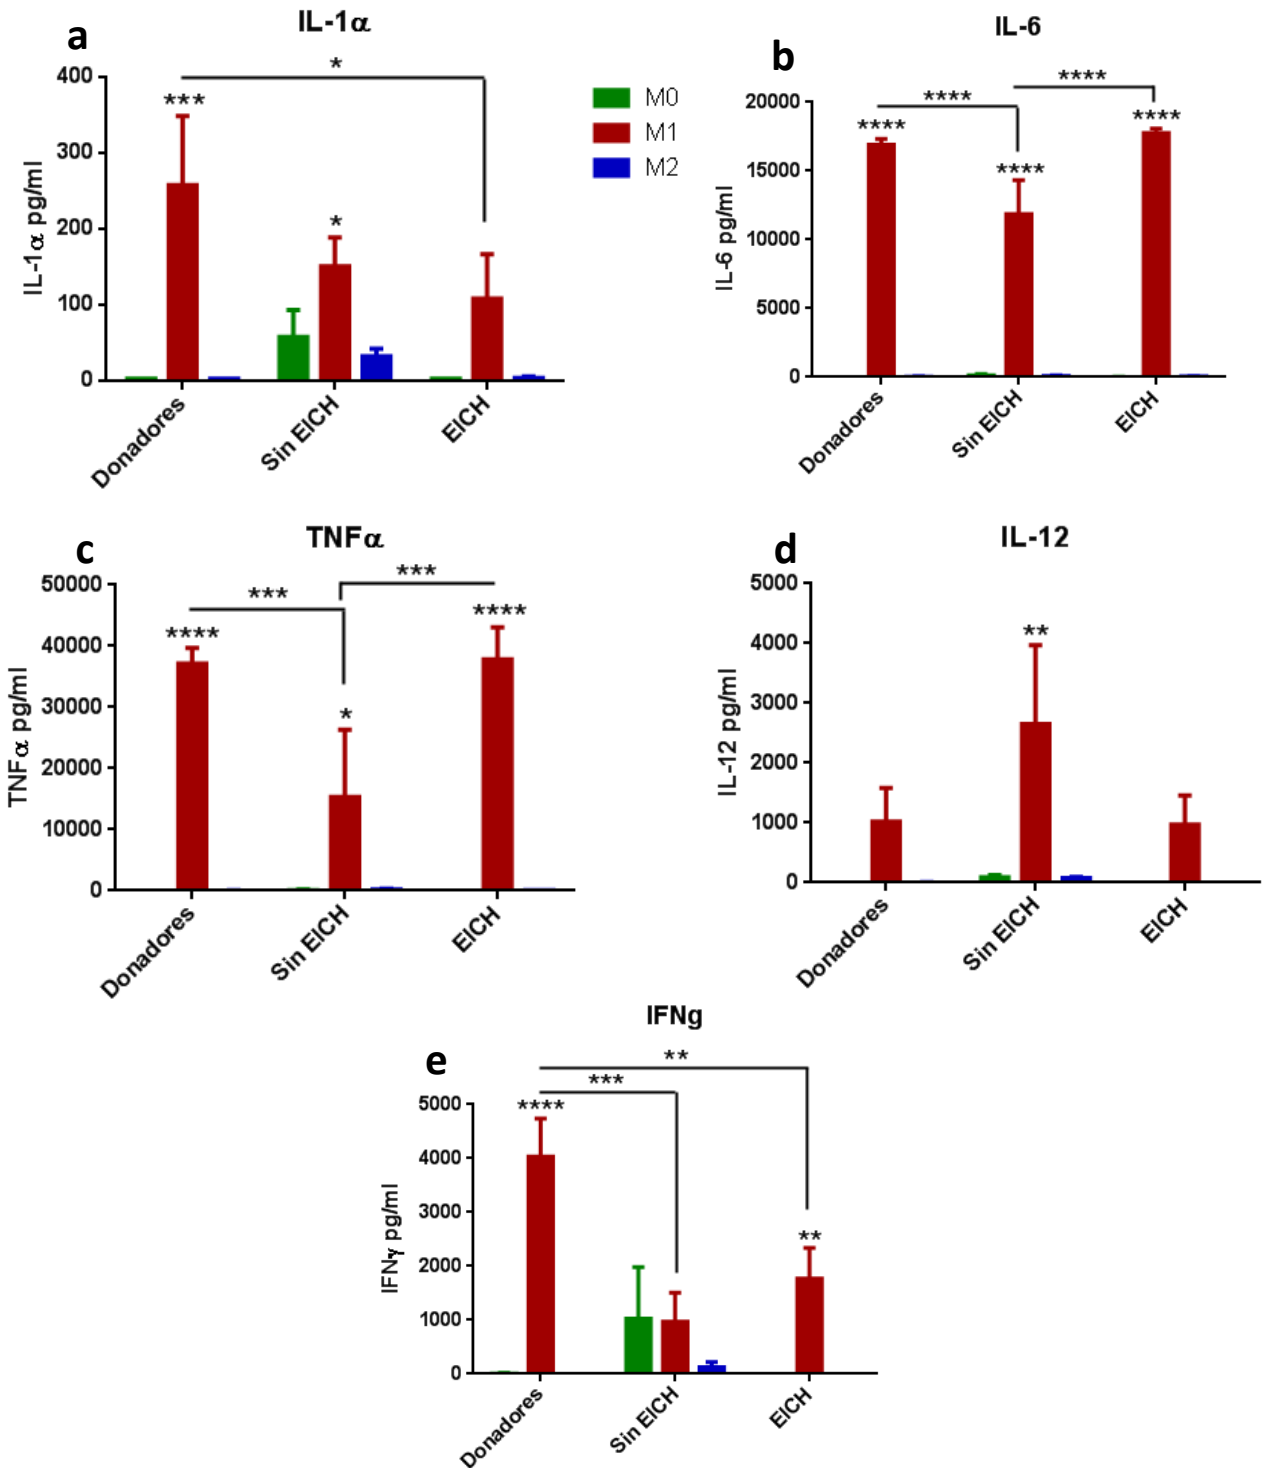 a
IL-1α
*
400
***
300
200
*
100
0
IL-1α pg/ml
Donadores
Sin EICH
EICH
M0
M1
M2
b
IL-6
****
****
20000
****
****
15000
****
10000
5000
0
IL-6 pg/ml
Donadores
Sin EICH
EICH
c
TNFα
***
***
50000
****
****
40000
30000
*
20000
10000
0
TNFα pg/ml
Donadores
Sin EICH
EICH
d
IL-12
5000
**
4000
3000
2000
1000
0
IL-12 pg/ml
Donadores
Sin EICH
EICH
e
IFNg
**
***
5000
****
4000
3000
**
2000
1000
0
IFNγ pg/ml
Donadores
Sin EICH
EICH